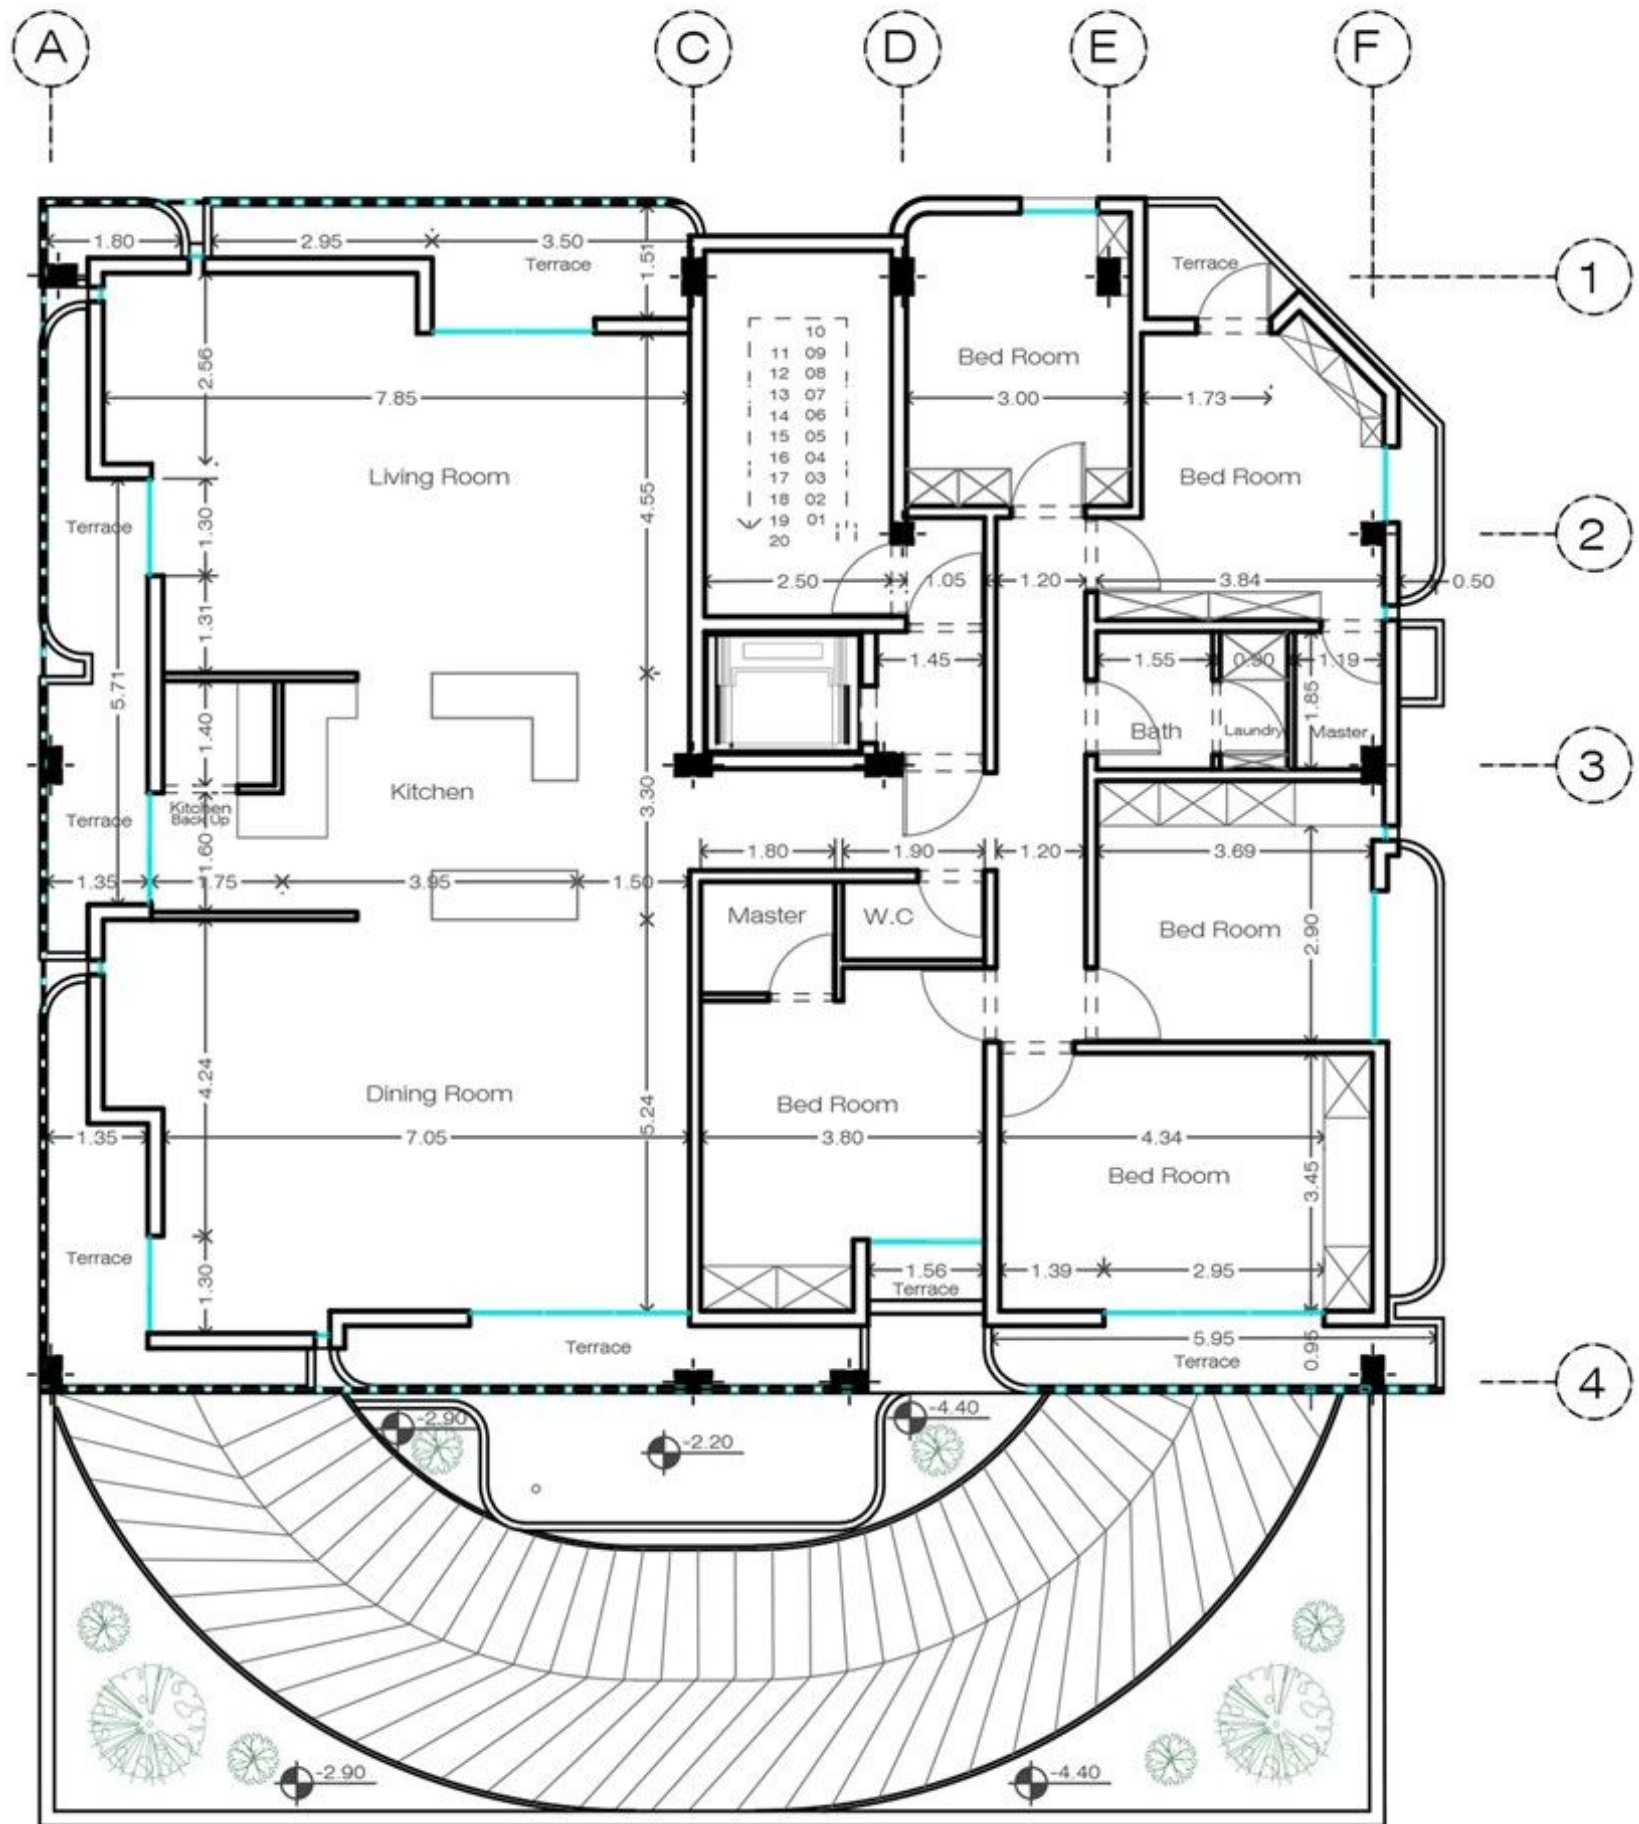 A C D E F
1
2
3
4
1.80 2.95 3.50 1.51
Terrace
Terrace
10
11 09
12 08
13 07
14 06
15 05
16 04
17 03
18 02
19 01
20
Bed Room
2.56
7.85 3.00 1.73
Living Room
Bed Room
4.55
Terrace
1.30
2.50 1.05 1.20 3.84 0.50
1.31
1.45 1.55 0.90 1.19
5.71
1.85
1.40
Bath Laundry Master
Kitchen
3.30
Terrace
Kitchen
Back Up
1.60
1.80 1.90 1.20 3.69
1.35 1.75 3.95 1.50
Master W.C
Bed Room
2.90
4.24
Dining Room
5.24
Bed Room
1.35 7.05 3.80 4.34
Bed Room
3.45
Terrace
1.30
1.56 1.39 2.95
Terrace
Terrace
5.95
0.95
Terrace
-2.90
-4.40
-2.20
-2.90
-4.40